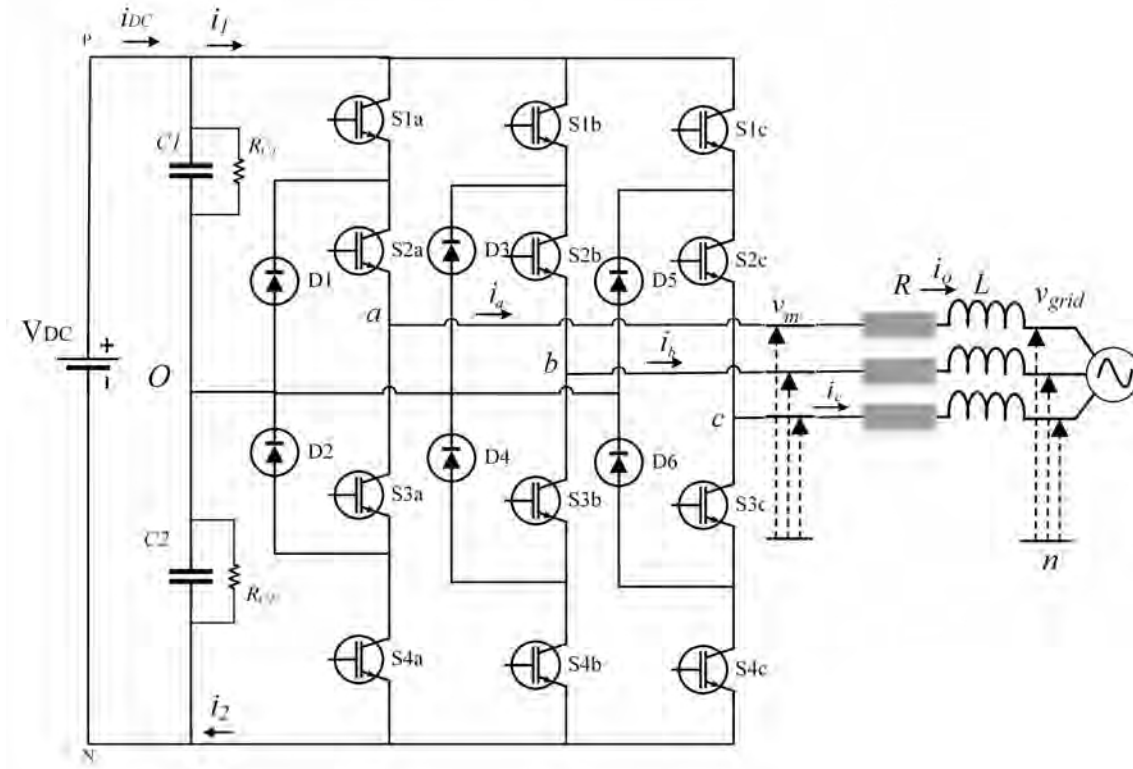 P
iDC
i1
S1a
S1b
S1c
C1
RC1
S2a
D3
S2b
S2c
D1
D5
ia
a
vm
R
io
L
vgrid
VDC
+
-
O
b
ib
ic
c
D2
D4
D6
S3a
S3b
S3c
C2
n
S4a
S4b
S4c
i2
N